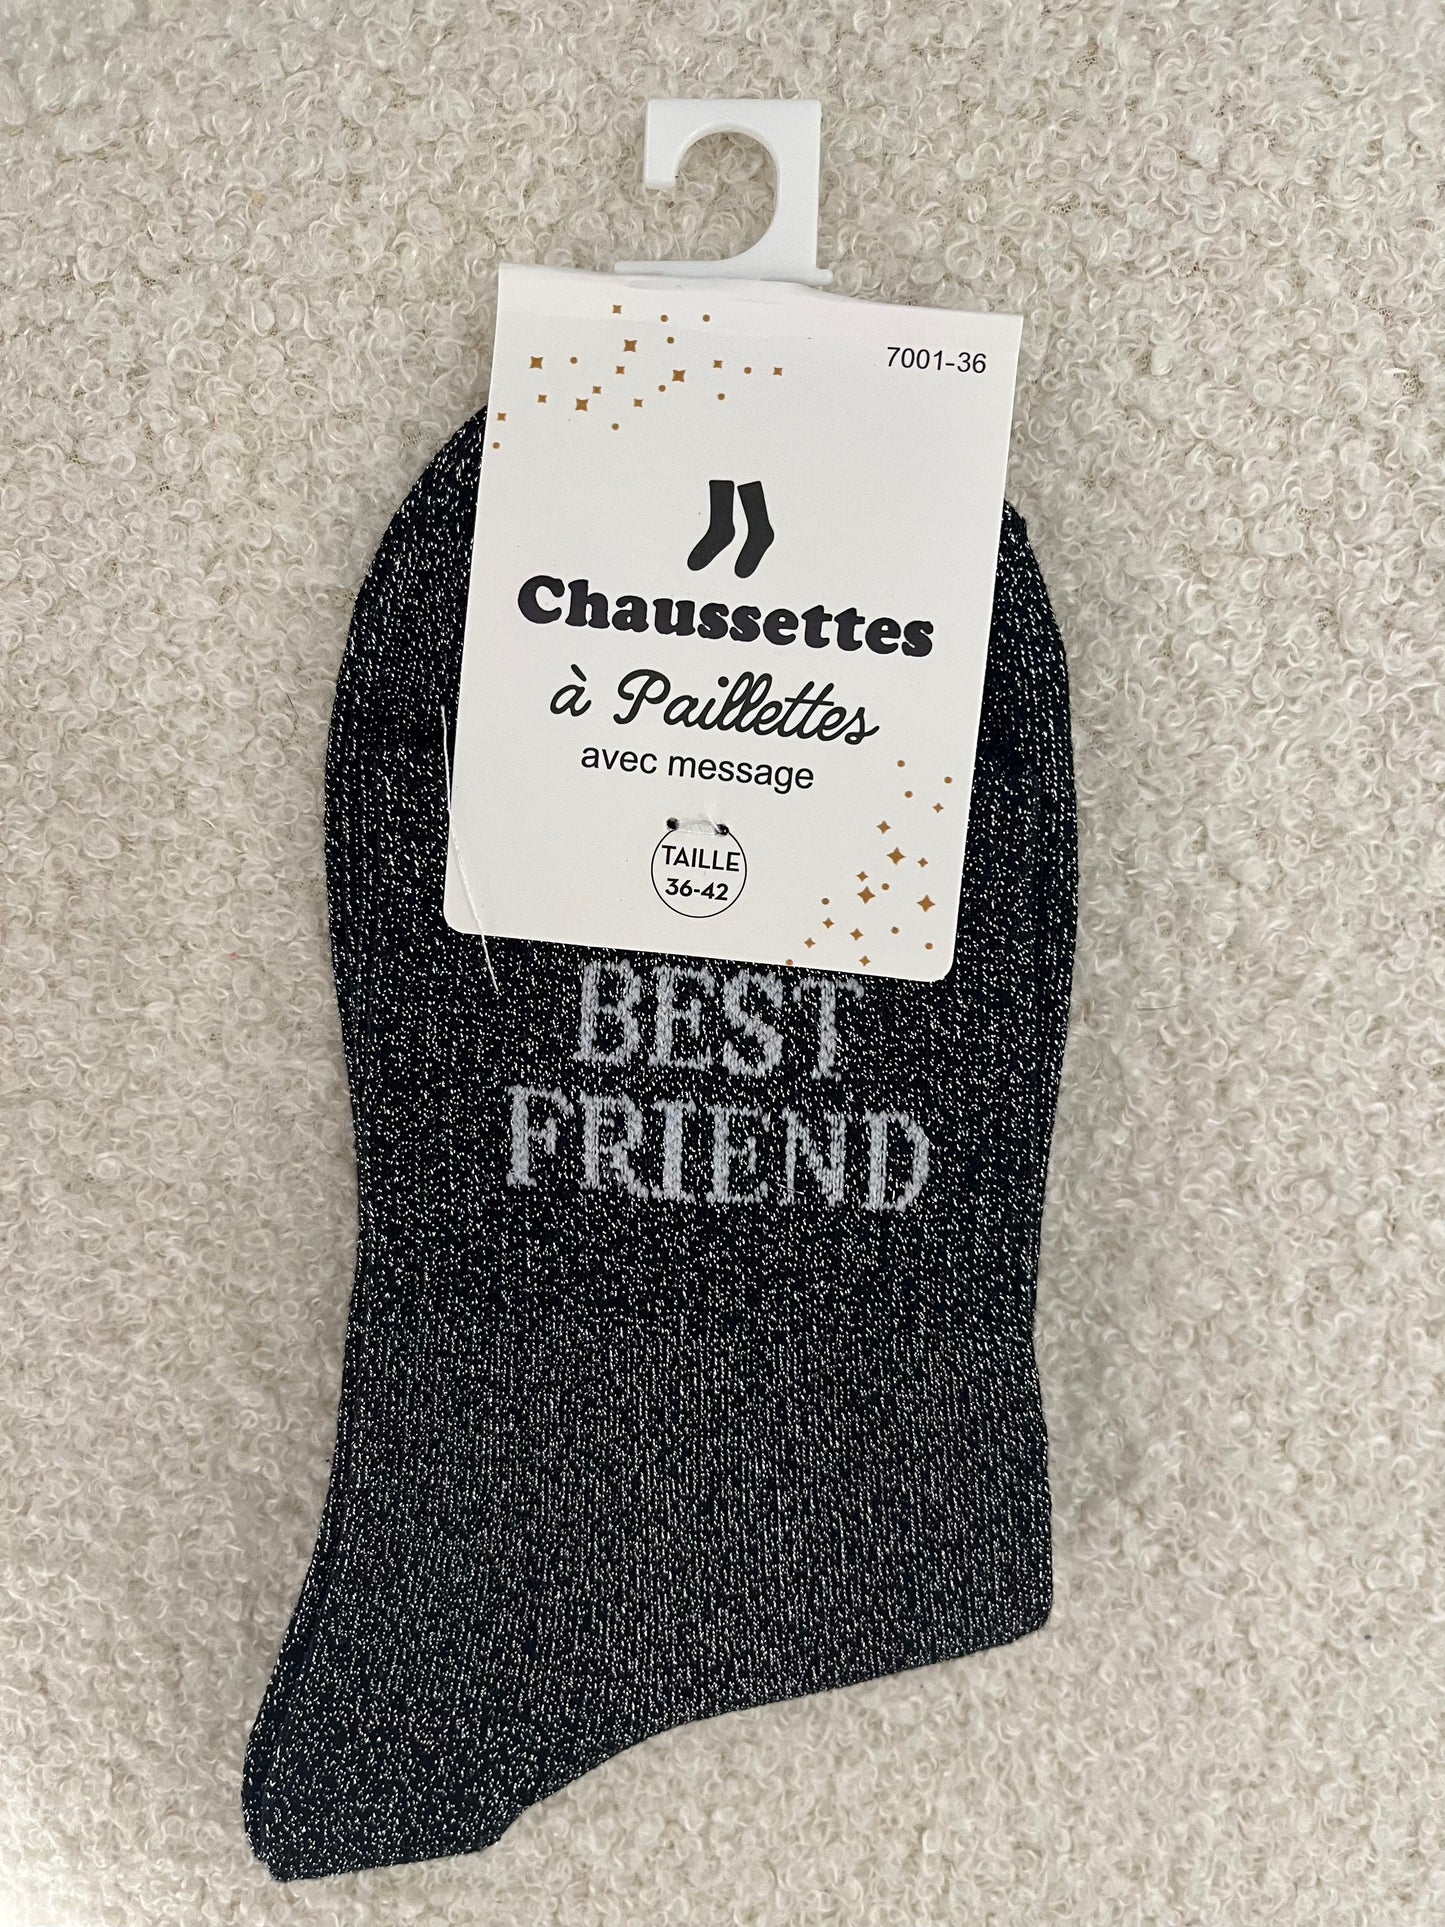 7001-36
Chaussettes
à Paillettes
avec message
TAILLE
36-42
BEST
FRIEND